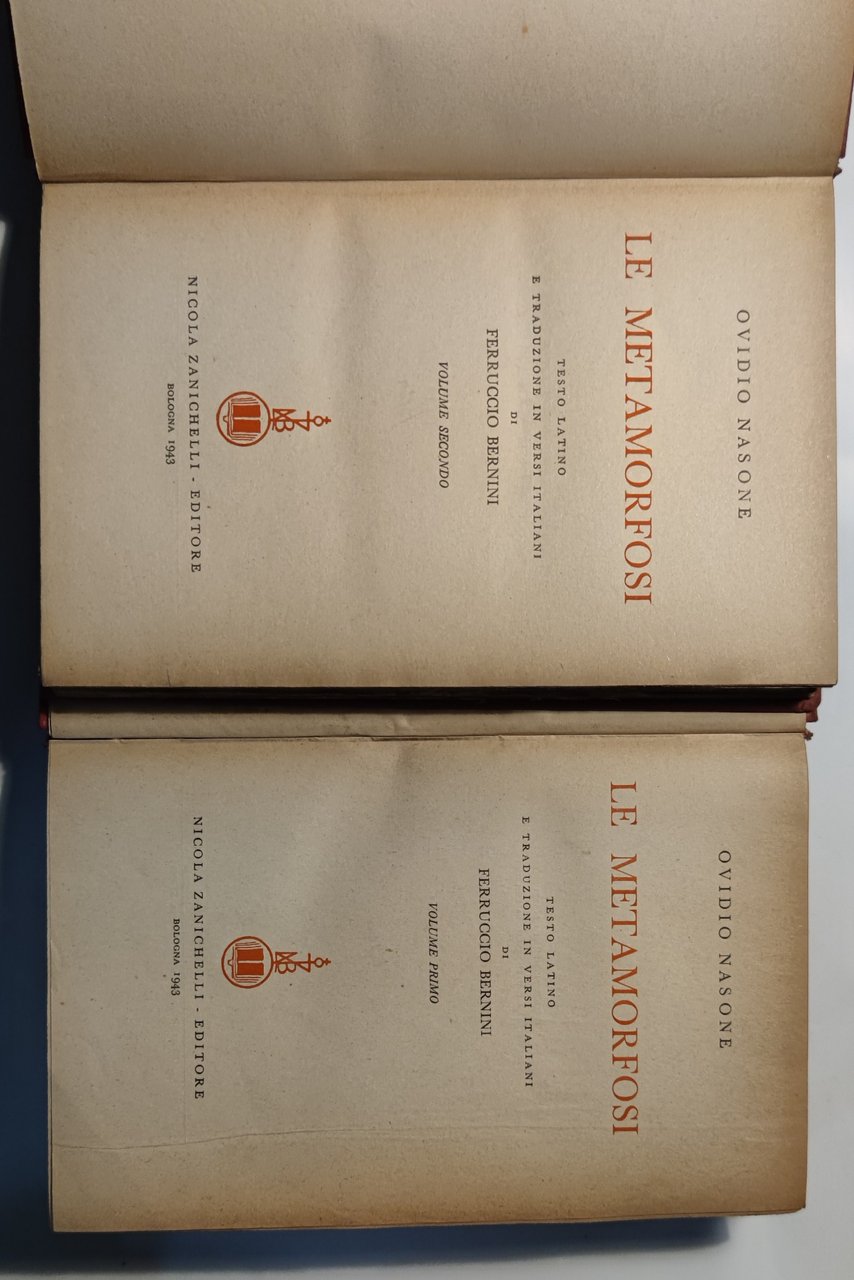 OVIDIO NASONE
LE METAMORFOSI
TESTO LATINO
E TRADUZIONE IN VERSI ITALIANI
DI
FERRUCCIO BERNINI
VOLUME PRIMO
NICOLA ZANICHELLI - EDITORE
BOLOGNA 1943
OVIDIO NASONE
LE METAMORFOSI
TESTO LATINO
E TRADUZIONE IN VERSI ITALIANI
DI
FERRUCCIO BERNINI
VOLUME SECONDO
NICOLA ZANICHELLI - EDITORE
BOLOGNA 1943